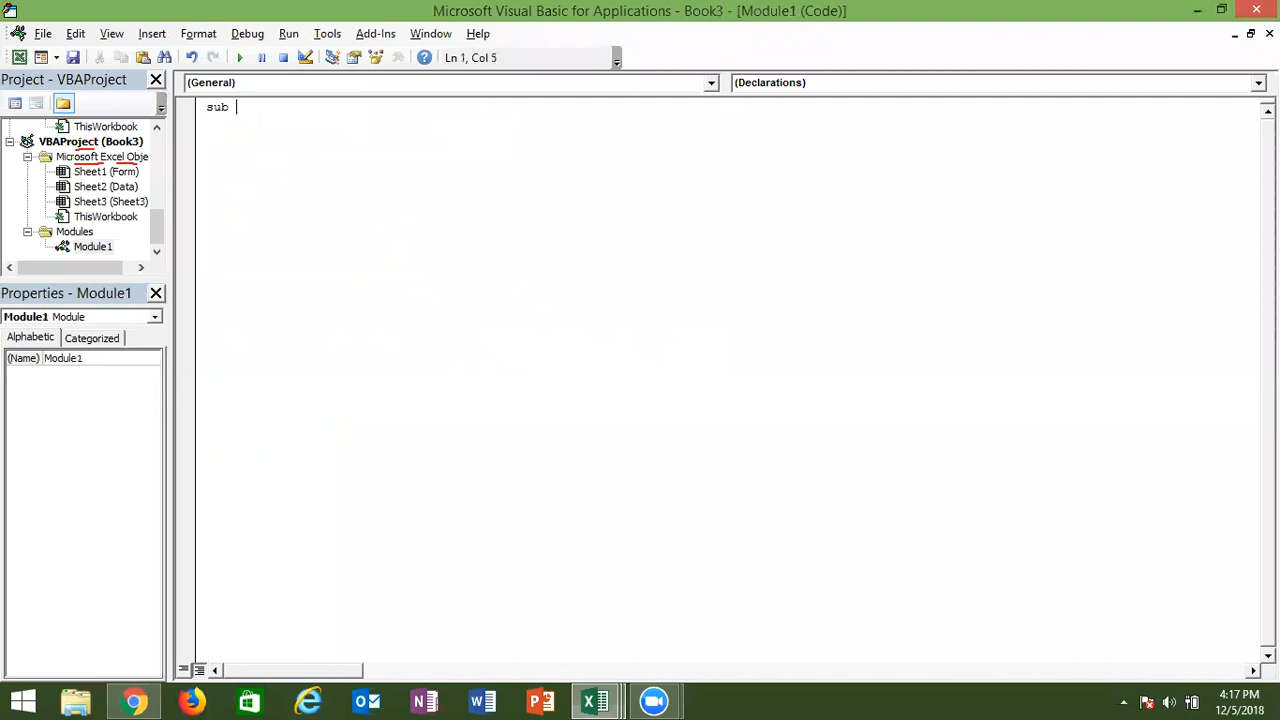 Microsoft Visual Basic for Applications - Book3 - [Module1 (Code)]
File Edit View Insert Format Debug Run Tools Add-Ins Window Help
Ln 1, Col 5
Project - VBAProject
(General)
(Declarations)
sub
ThisWorkbook
VBAProject (Book3)
Microsoft Excel Obje
Sheet1 (Form)
Sheet2 (Data)
Sheet3 (Sheet3)
ThisWorkbook
Modules
Module1
Properties - Module1
Module1 Module
Alphabetic Categorized
(Name) Module1
4:17 PM
12/5/2018